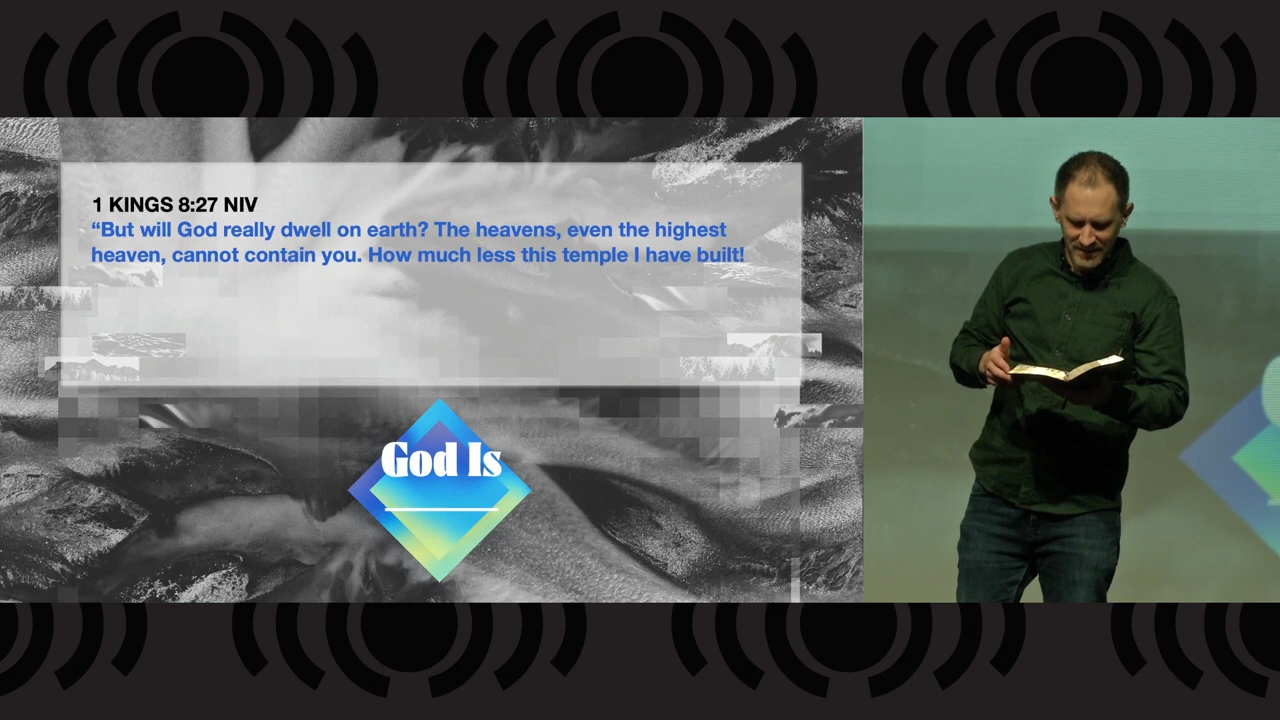 1 KINGS 8:27 NIV
“But will God really dwell on earth? The heavens, even the highest
heaven, cannot contain you. How much less this temple I have built!
God Is